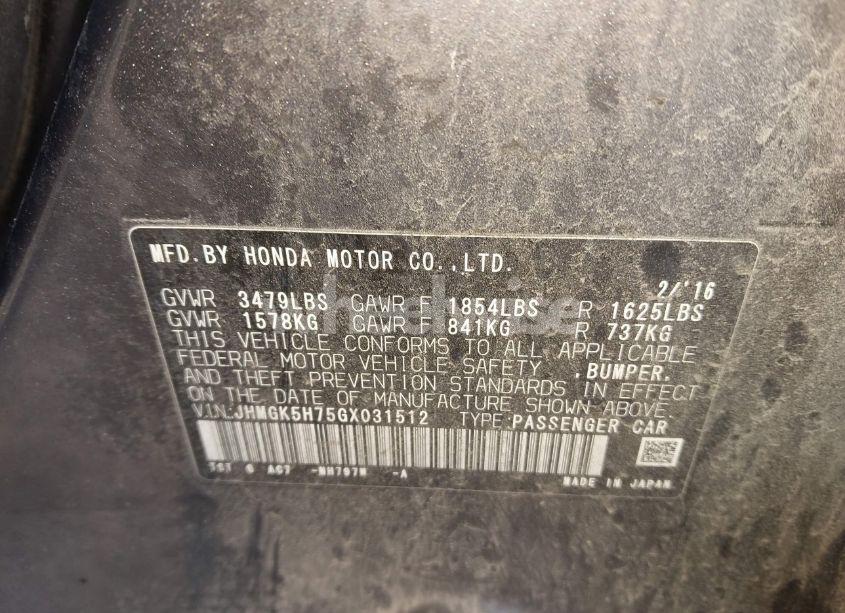 MFD.BY HONDA MOTOR CO.,LTD.
2/'16
GVWR 3479LBS GAWR F 1854LBS R 1625LBS
GVWR 1578KG GAWR F 841KG R 737KG
THIS VEHICLE CONFORMS TO ALL APPLICABLE
FEDERAL MOTOR VEHICLE SAFETY ,BUMPER,
AND THEFT PREVENTION STANDARDS IN EFFECT
ON THE DATE OF MANUFACTURE SHOWN ABOVE.
V.I.N:JHMGK5H75GX031512 TYPE:PASSENGER CAR
-NH797M -A
MADE IN JAPAN